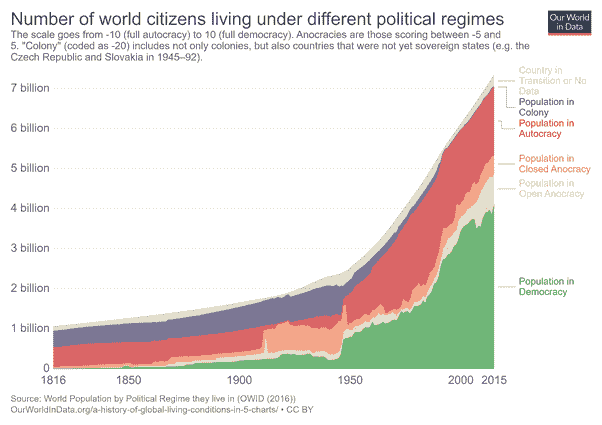 Number of world citizens living under different political regimes
Our World
in Data
The scale goes from -10 (full autocracy) to 10 (full democracy). Anocracies are those scoring between -5 and
5. "Colony" (coded as -20) includes not only colonies, but also countries that were not yet sovereign states (e.g. the
Czech Republic and Slovakia in 1945–92).
Country in
Transition or No
Data
7 billion
Population in
Colony
6 billion
Population in
Autocracy
5 billion
Population in
Closed Anocracy
Population in
Open Anocracy
4 billion
3 billion
2 billion
Population in
Democracy
1 billion
0
1816
1850
1900
1950
2000
2015
Source: World Population by Political Regime they live in (OWID (2016))
OurWorldInData.org/a-history-of-global-living-conditions-in-5-charts/ • CC BY